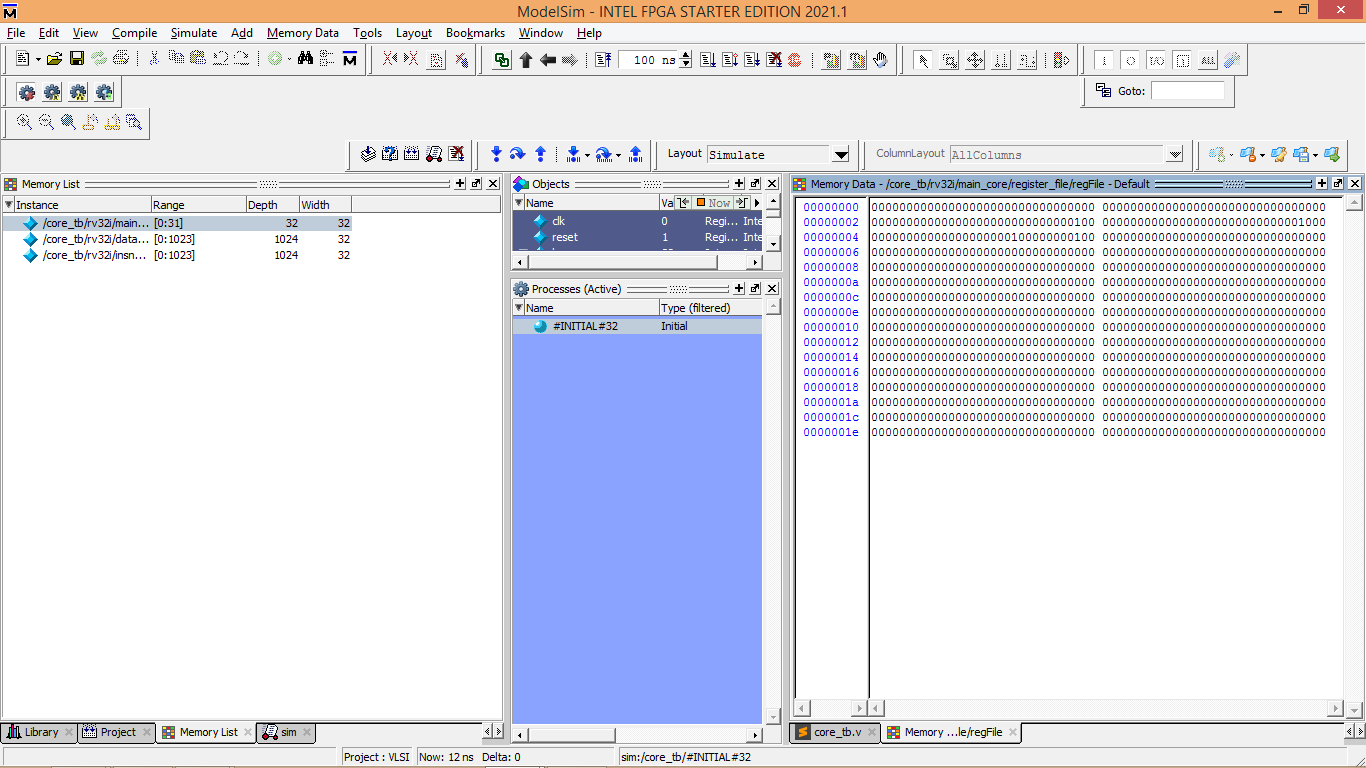 ModelSim - INTEL FPGA STARTER EDITION 2021.1
File Edit View Compile Simulate Add Memory Data Tools Layout Bookmarks Window Help
100 ns
ALL
Goto:
Layout Simulate
ColumnLayout AllColumns
Memory List
Instance Range Depth Width
/core_tb/rv32i/main... [0:31] 32 32
/core_tb/rv32i/data... [0:1023] 1024 32
/core_tb/rv32i/insn... [0:1023] 1024 32
Objects
Name Va Now
clk 0 Regi... Inte
reset 1 Regi... Inte
Processes (Active)
Name Type (filtered)
#INITIAL#32 Initial
Memory Data - /core_tb/rv32i/main_core/register_file/regFile - Default
00000000 00000000000000000000000000000000 00000000000000000000000000000000
00000002 00000000000000000000000000000100 00000000000000000000000000001000
00000004 00000000000000000000100000000100 00000000000000000000000000000000
00000006 00000000000000000000000000000000 00000000000000000000000000000000
00000008 00000000000000000000000000000000 00000000000000000000000000000000
0000000a 00000000000000000000000000000000 00000000000000000000000000000000
0000000c 00000000000000000000000000000000 00000000000000000000000000000000
0000000e 00000000000000000000000000000000 00000000000000000000000000000000
00000010 00000000000000000000000000000000 00000000000000000000000000000000
00000012 00000000000000000000000000000000 00000000000000000000000000000000
00000014 00000000000000000000000000000000 00000000000000000000000000000000
00000016 00000000000000000000000000000000 00000000000000000000000000000000
00000018 00000000000000000000000000000000 00000000000000000000000000000000
0000001a 00000000000000000000000000000000 00000000000000000000000000000000
0000001c 00000000000000000000000000000000 00000000000000000000000000000000
0000001e 00000000000000000000000000000000 00000000000000000000000000000000
Library Project Memory List sim
core_tb.v Memory ...le/regFile
Project : VLSI Now: 12 ns Delta: 0 sim:/core_tb/#INITIAL#32